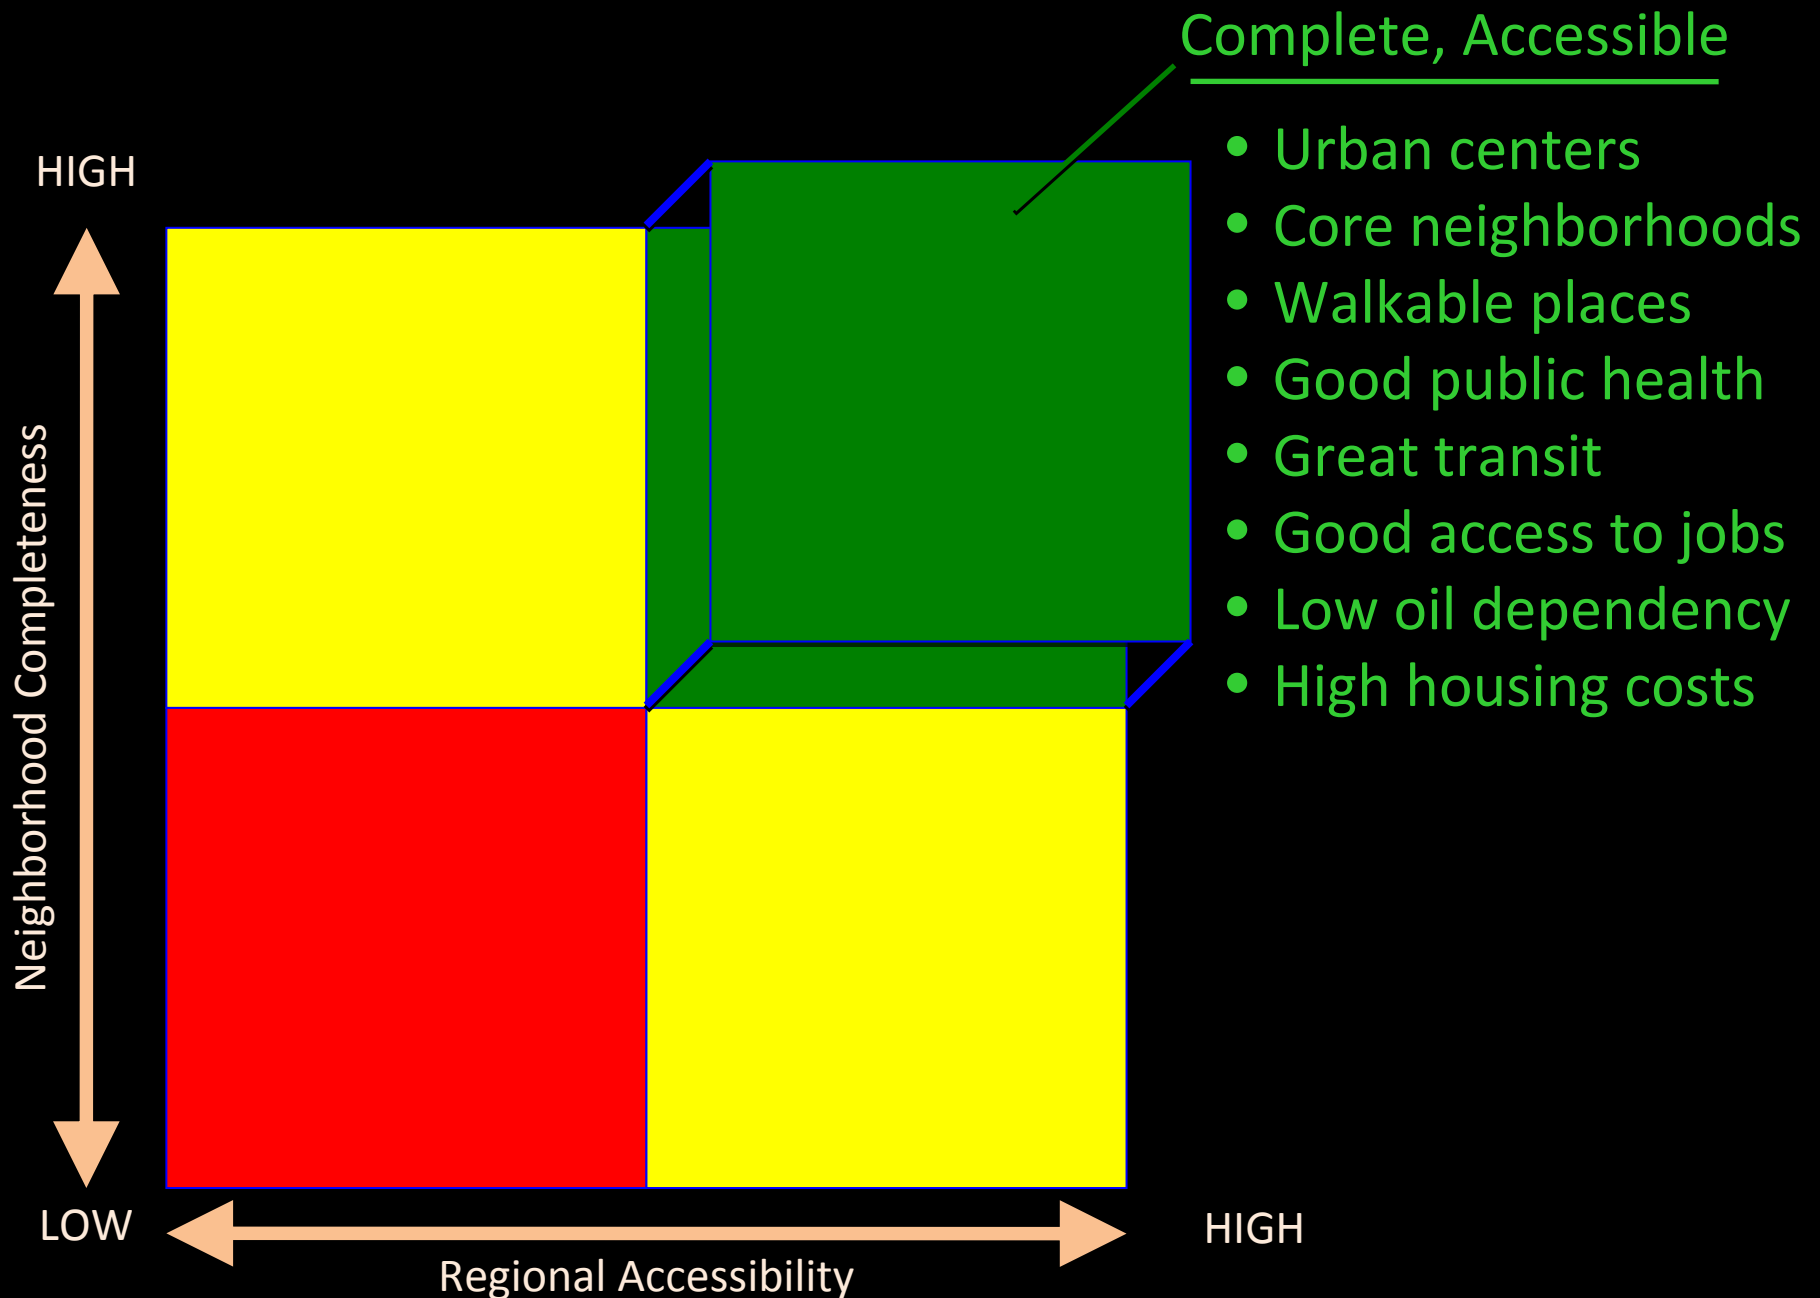 Complete, Accessible
• Urban centers
• Core neighborhoods
• Walkable places
• Good public health
• Great transit
• Good access to jobs
• Low oil dependency
• High housing costs
HIGH
Neighborhood Completeness
LOW
Regional Accessibility
HIGH